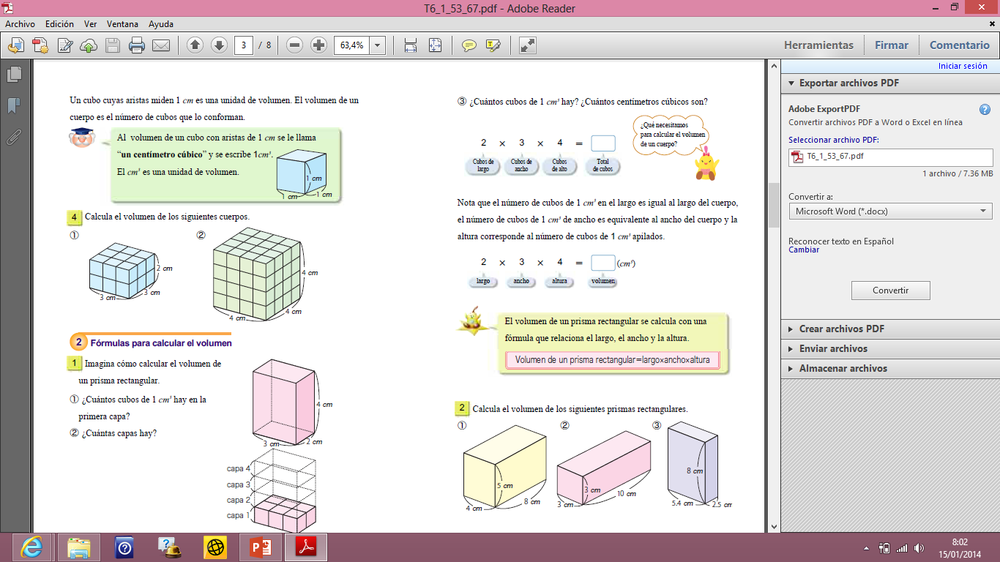 T6_1_53_67.pdf - Adobe Reader
Archivo Edición Ver Ventana Ayuda
3 / 8 63,4% Herramientas Firmar Comentario
Un cubo cuyas aristas miden 1 cm es una unidad de volumen. El volumen de un
cuerpo es el número de cubos que lo conforman.
Al volumen de un cubo con aristas de 1 cm se le llama
“un centímetro cúbico” y se escribe 1cm³.
El cm³ es una unidad de volumen.
1 cm
1 cm 1 cm
4 Calcula el volumen de los siguientes cuerpos.
① ②
2 cm
3 cm 3 cm
4 cm
4 cm 4 cm
2 Fórmulas para calcular el volumen
1 Imagina cómo calcular el volumen de
un prisma rectangular.
① ¿Cuántos cubos de 1 cm³ hay en la
primera capa?
② ¿Cuántas capas hay?
4 cm
3 cm 2 cm
capa 4
capa 3
capa 2
capa 1
③ ¿Cuántos cubos de 1 cm³ hay? ¿Cuántos centímetros cúbicos son?
¿Qué necesitamos
para calcular el volumen
de un cuerpo?
2 × 3 × 4 =
Cubos de largo
Cubos de ancho
Cubos de alto
Total de cubos
Nota que el número de cubos de 1 cm³ en el largo es igual al largo del cuerpo,
el número de cubos de 1 cm³ de ancho es equivalente al ancho del cuerpo y la
altura corresponde al número de cubos de 1 cm³ apilados.
2 × 3 × 4 = (cm³)
largo ancho altura volumen
El volumen de un prisma rectangular se calcula con una
fórmula que relaciona el largo, el ancho y la altura.
Volumen de un prisma rectangular=largo×ancho×altura
2 Calcula el volumen de los siguientes prismas rectangulares.
① ② ③
5 cm
4 cm 8 cm
3 cm
3 cm 10 cm
8 cm
5.4 cm 2.5 cm
Iniciar sesión
Exportar archivos PDF
Adobe ExportPDF
Convertir archivos PDF a Word o Excel en línea
Seleccionar archivo PDF:
T6_1_53_67.pdf
1 archivo / 7.36 MB
Convertir a:
Microsoft Word (*.docx)
Reconocer texto en Español
Cambiar
Convertir
Crear archivos PDF
Enviar archivos
Almacenar archivos
8:02
15/01/2014